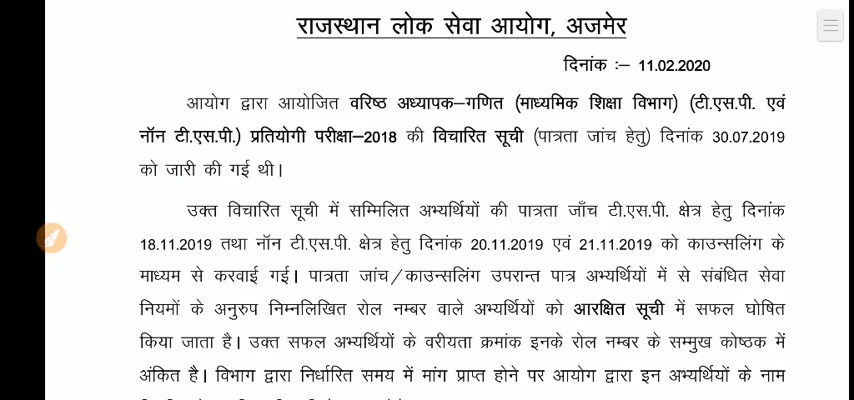 राजस्थान लोक सेवा आयोग, अजमेर
दिनांक :– 11.02.2020
आयोग द्वारा आयोजित वरिष्ठ अध्यापक–गणित (माध्यमिक शिक्षा विभाग) (टी.एस.पी. एवं
नॉन टी.एस.पी.) प्रतियोगी परीक्षा–2018 की विचारित सूची (पात्रता जांच हेतु) दिनांक 30.07.2019
को जारी की गई थी।
उक्त विचारित सूची में सम्मिलित अभ्यर्थियों की पात्रता जाँच टी.एस.पी. क्षेत्र हेतु दिनांक
18.11.2019 तथा नॉन टी.एस.पी. क्षेत्र हेतु दिनांक 20.11.2019 एवं 21.11.2019 को काउन्सलिंग के
माध्यम से करवाई गई। पात्रता जांच/काउन्सलिंग उपरान्त पात्र अभ्यर्थियों में से संबंधित सेवा
नियमों के अनुरुप निम्नलिखित रोल नम्बर वाले अभ्यर्थियों को आरक्षित सूची में सफल घोषित
किया जाता है। उक्त सफल अभ्यर्थियों के वरीयता क्रमांक इनके रोल नम्बर के सम्मुख कोष्ठक में
अंकित है। विभाग द्वारा निर्धारित समय में मांग प्राप्त होने पर आयोग द्वारा इन अभ्यर्थियों के नाम